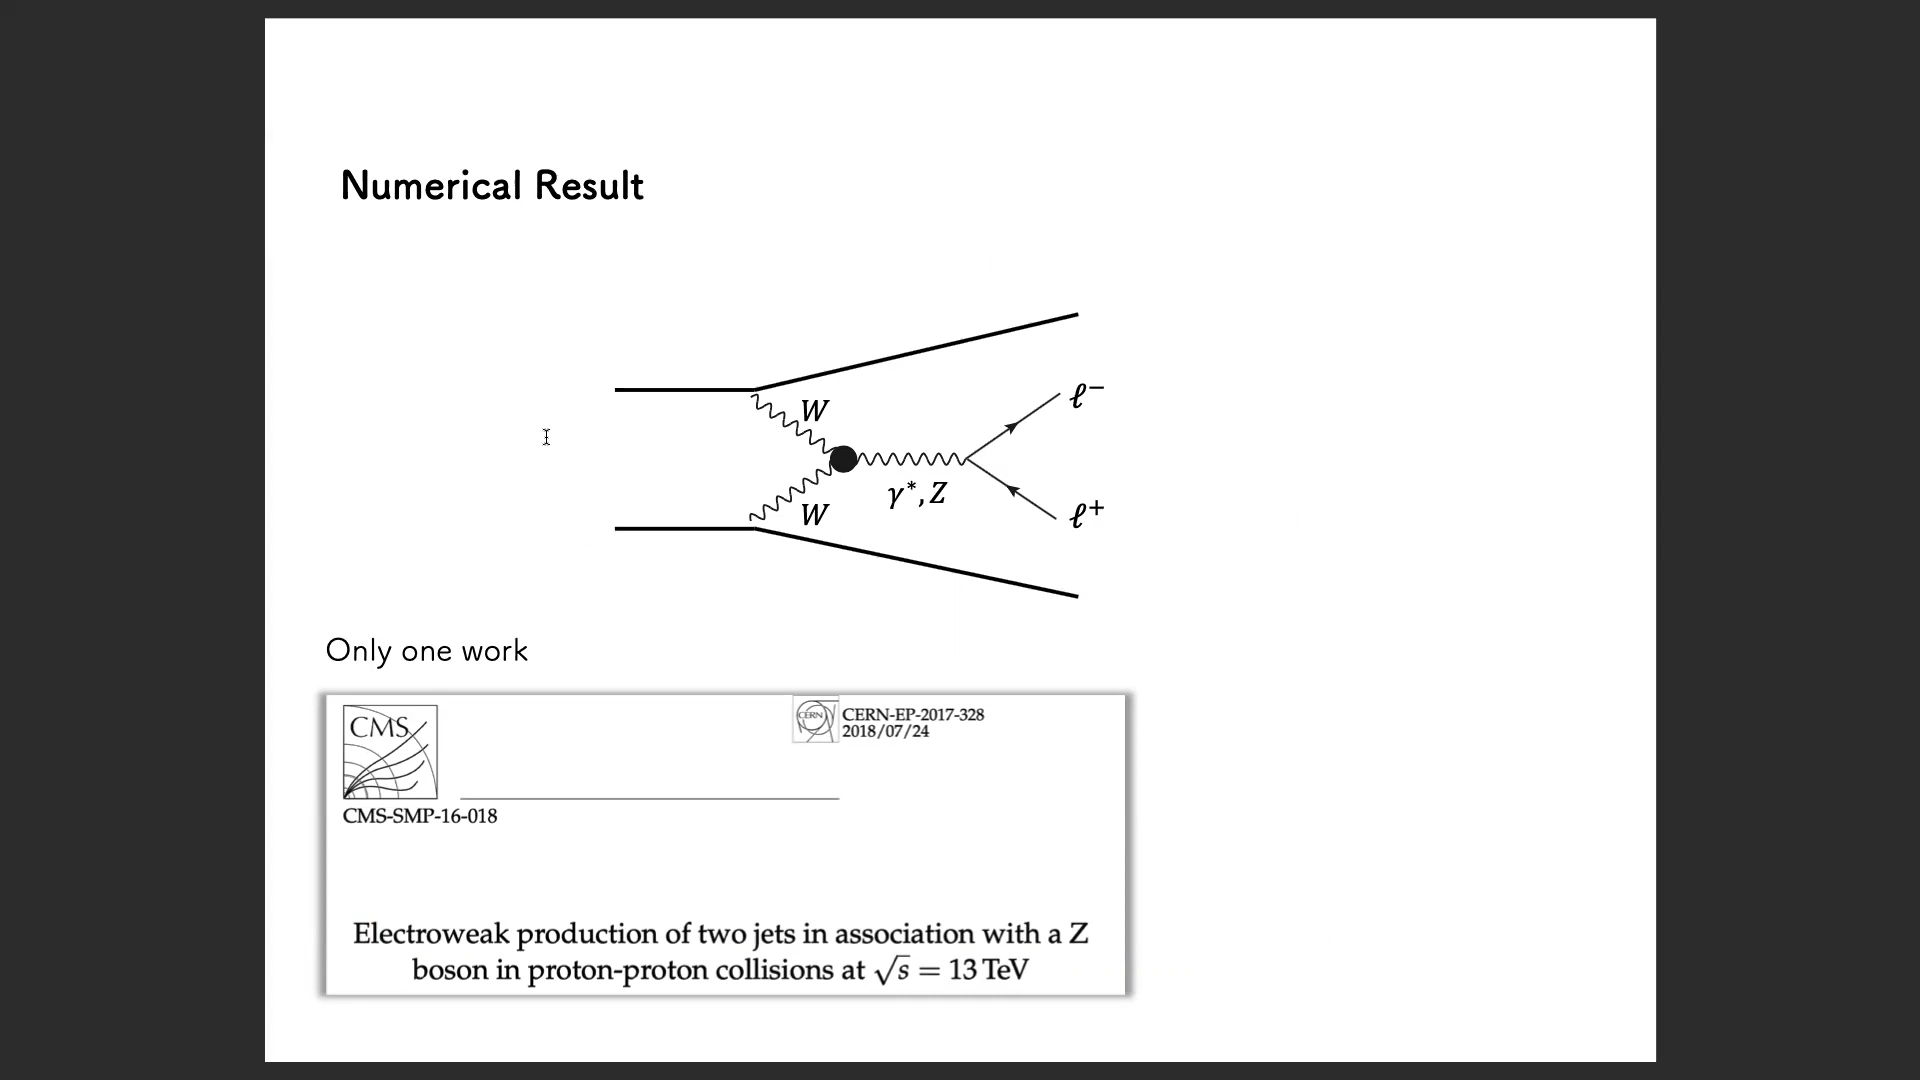 Numerical Result
W
ℓ−
γ*, Z
W
ℓ+
Only one work
CMS
CERN
CERN-EP-2017-328
2018/07/24
CMS-SMP-16-018
Electroweak production of two jets in association with a Z
boson in proton-proton collisions at √s = 13 TeV